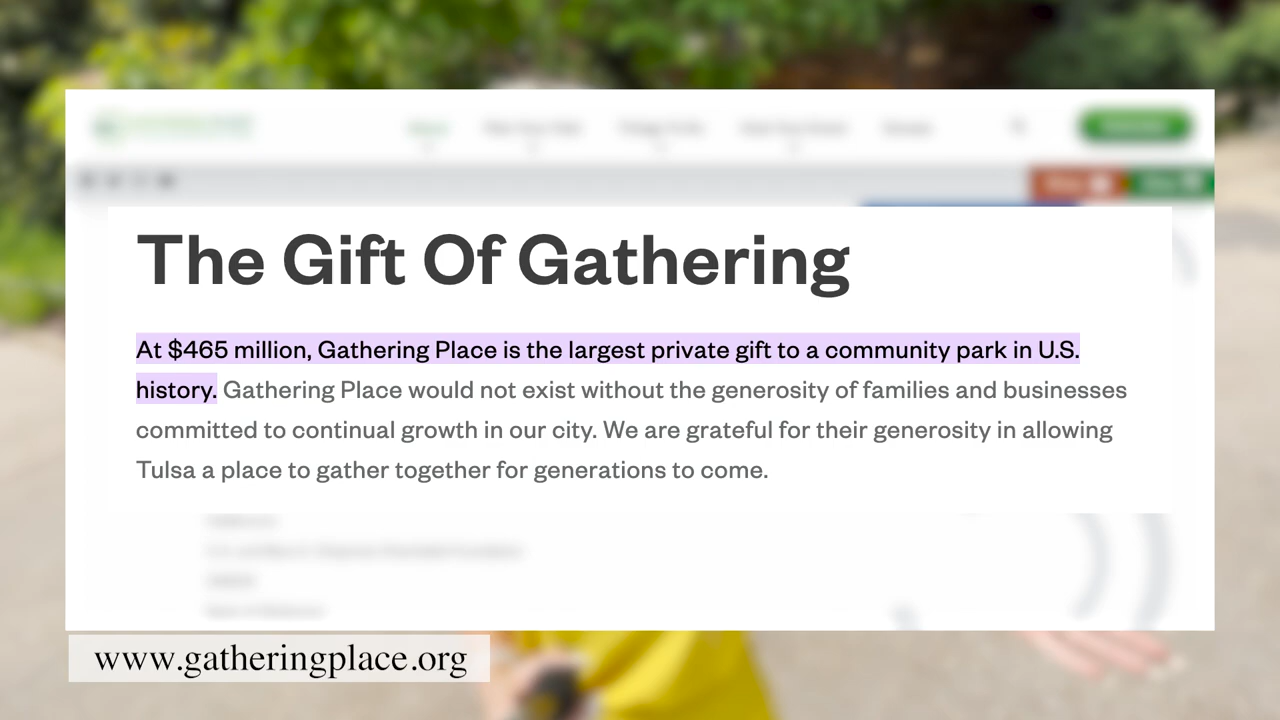 The Gift Of Gathering
At $465 million, Gathering Place is the largest private gift to a community park in U.S.
history. Gathering Place would not exist without the generosity of families and businesses
committed to continual growth in our city. We are grateful for their generosity in allowing
Tulsa a place to gather together for generations to come.
www.gatheringplace.org